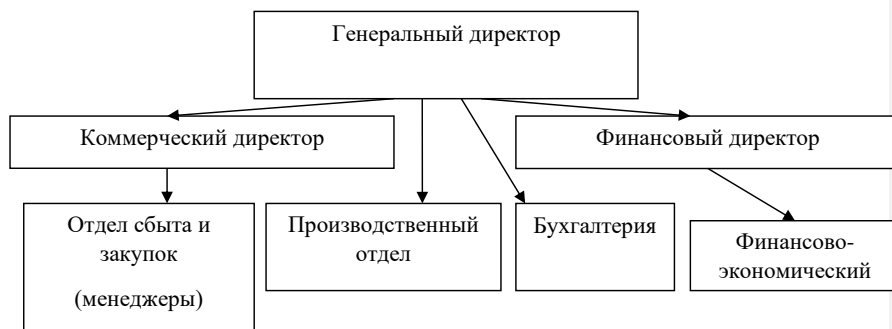 Генеральный директор
Коммерческий директор
Финансовый директор
Отдел сбыта и
закупок
(менеджеры)
Производственный
отдел
Бухгалтерия
Финансово-
экономический